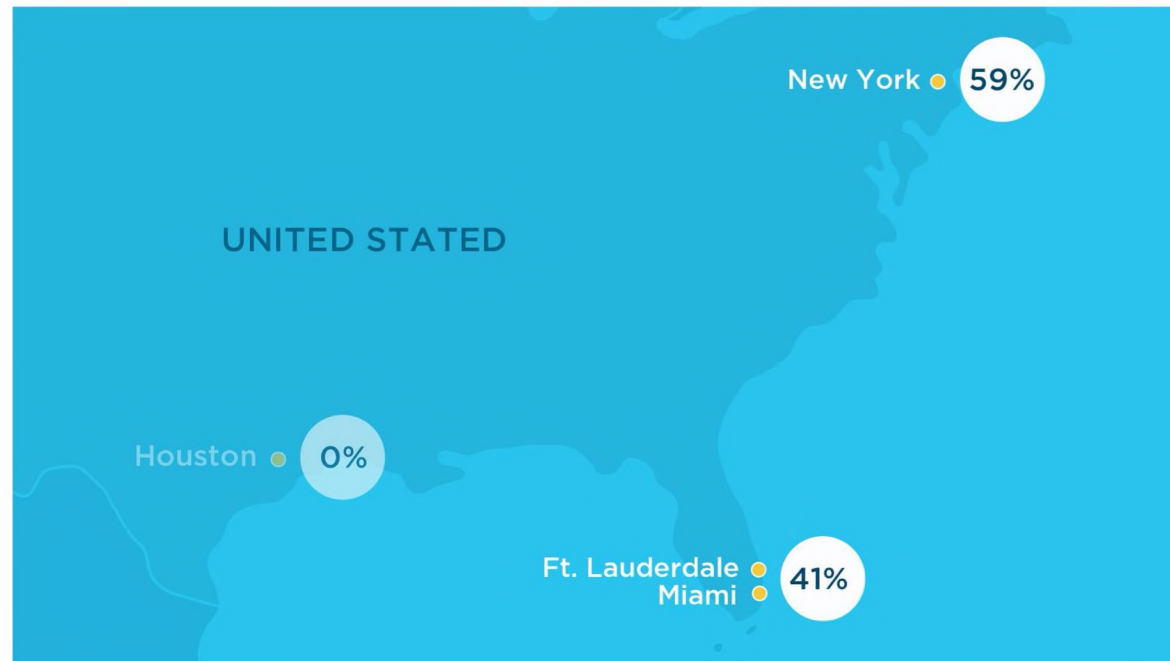 New York 59%
UNITED STATED
Houston 0%
Ft. Lauderdale
Miami
41%